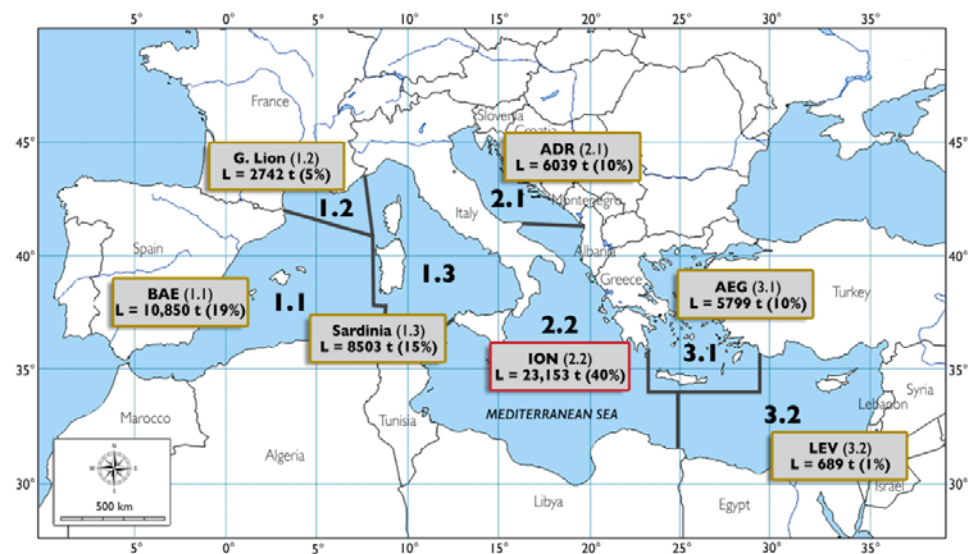 5° 0° 5° 10° 15° 20° 25° 30° 35°
France
Slovenia
Croatia
45° 45°
G. Lion (1.2)
L = 2742 t (5%)
ADR (2.1)
L = 6039 t (10%)
1.2
2.1
Italy
Montenegro
40° 40°
Spain
Albania
Greece
Turkey
BAE (1.1)
L = 10,850 t (19%)
1.1
1.3
AEG (3.1)
L = 5799 t (10%)
Sardinia (1.3)
L = 8503 t (15%)
2.2
3.1
ION (2.2)
L = 23,153 t (40%)
35° 35°
Marocco
Tunisia
MEDITERRANEAN SEA
3.2
Syria
Lebanon
LEV (3.2)
L = 689 t (1%)
Israel
N
W E
S
500 km
Algeria
Libya
Egypt
30° 30°
5° 0° 5° 10° 15° 20° 25° 30° 35°